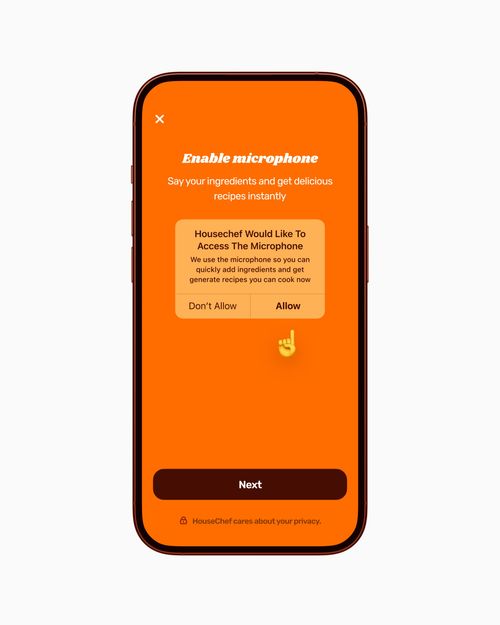 Enable microphone
Say your ingredients and get delicious
recipes instantly
Housechef Would Like To
Access The Microphone
We use the microphone so you can
quickly add ingredients and get
generate recipes you can cook now
Don't Allow
Allow
Next
HouseChef cares about your privacy.